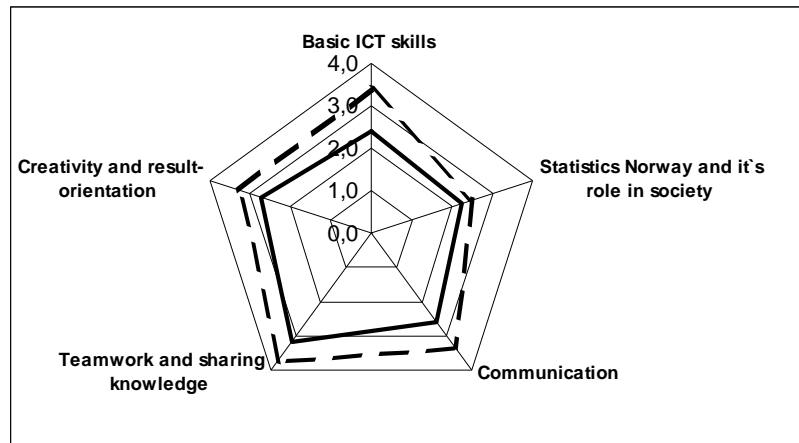 Basic ICT skills
4,0
3,0
2,0
1,0
0,0
Creativity and result-
orientation
Statistics Norway and it`s
role in society
Teamwork and sharing
knowledge
Communication